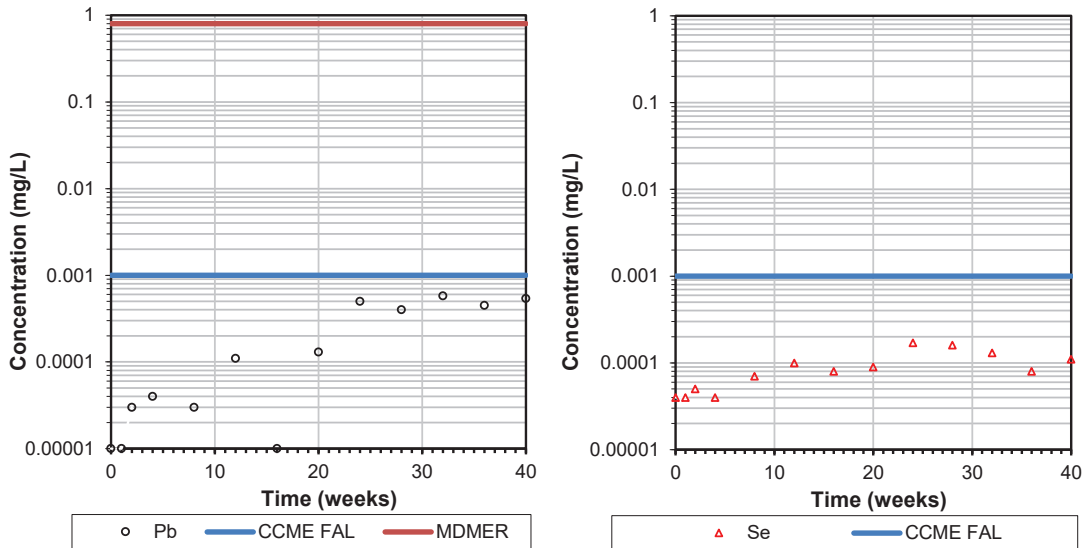 1
0.1
0.01
0.001
0.0001
0.00001
Concentration (mg/L)
0 10 20 30 40
Time (weeks)
Pb CCME FAL MDMER
1
0.1
0.01
0.001
0.0001
0.00001
Concentration (mg/L)
0 10 20 30 40
Time (weeks)
Se CCME FAL